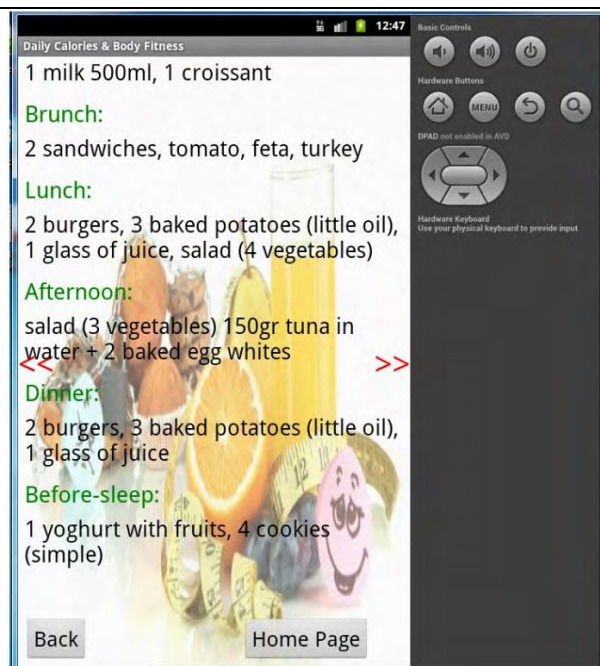 12:47
Daily Calories & Body Fitness
1 milk 500ml, 1 croissant
Brunch:
2 sandwiches, tomato, feta, turkey
Lunch:
2 burgers, 3 baked potatoes (little oil),
1 glass of juice, salad (4 vegetables)
Afternoon:
salad (3 vegetables) 150gr tuna in
water + 2 baked egg whites
<<
>>
Dinner:
2 burgers, 3 baked potatoes (little oil),
1 glass of juice
Before-sleep:
1 yoghurt with fruits, 4 cookies
(simple)
Back
Home Page
Basic Controls
Hardware Buttons
MENU
DPAD not enabled in AVD
Hardware Keyboard
Use your physical keyboard to provide input